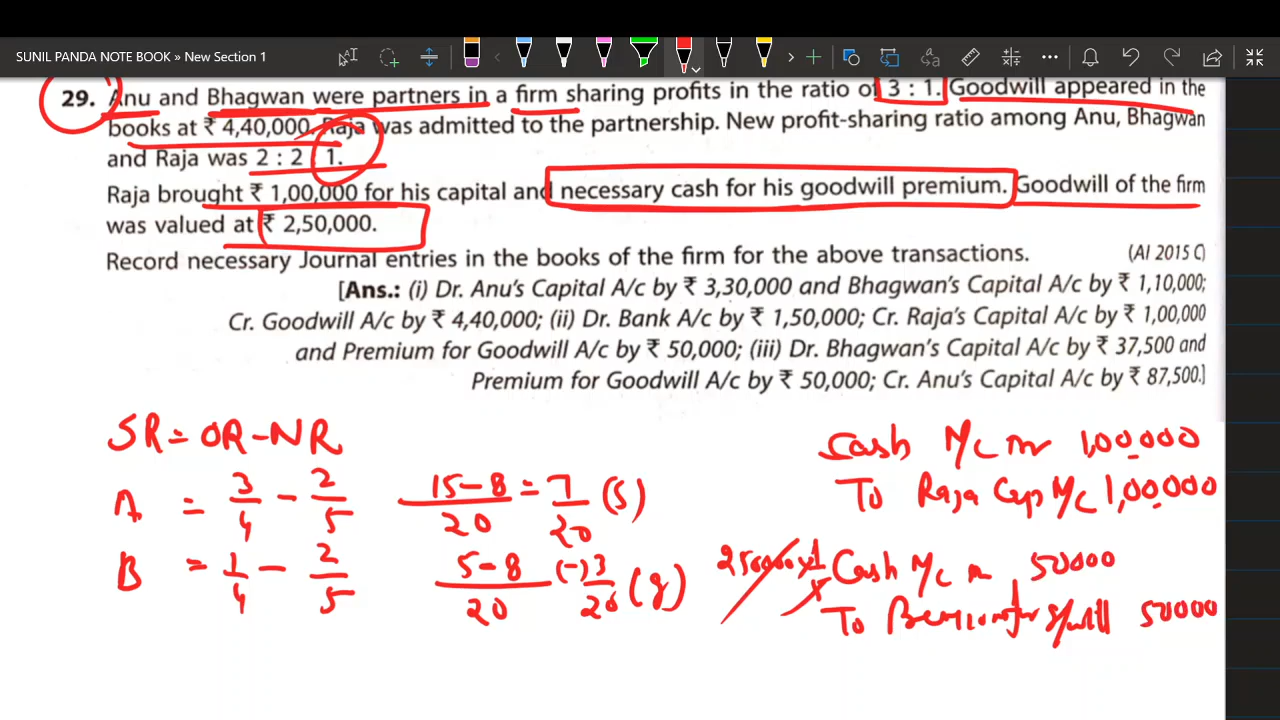 SUNIL PANDA NOTE BOOK » New Section 1
29. Anu and Bhagwan were partners in a firm sharing profits in the ratio of 3 : 1. Goodwill appeared in the
books at ₹ 4,40,000. Raja was admitted to the partnership. New profit-sharing ratio among Anu, Bhagwan
and Raja was 2 : 2 : 1.
Raja brought ₹ 1,00,000 for his capital and necessary cash for his goodwill premium. Goodwill of the firm
was valued at ₹ 2,50,000.
Record necessary Journal entries in the books of the firm for the above transactions. (AI 2015 C)
[Ans.: (i) Dr. Anu's Capital A/c by ₹ 3,30,000 and Bhagwan's Capital A/c by ₹ 1,10,000;
Cr. Goodwill A/c by ₹ 4,40,000; (ii) Dr. Bank A/c by ₹ 1,50,000; Cr. Raja's Capital A/c by ₹ 1,00,000
and Premium for Goodwill A/c by ₹ 50,000; (iii) Dr. Bhagwan's Capital A/c by ₹ 37,500 and
Premium for Goodwill A/c by ₹ 50,000; Cr. Anu's Capital A/c by ₹ 87,500.]
SR = OR - NR
A = 3/4 - 2/5 15-8/20 = 7/20 (S)
B = 1/4 - 2/5 5-8/20 (-)3/20 (g)
Cash A/c Dr 1,00,000
To Raja Cap A/c 1,00,000
Cash A/c Dr 50000
To Premium for g/will 50000